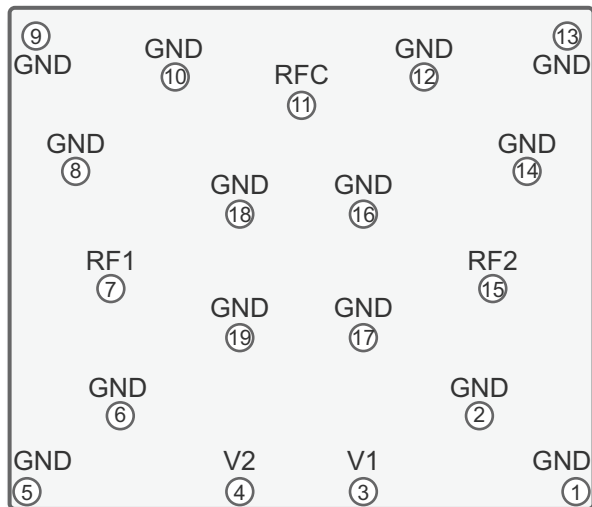 9 13
GND GND
GND GND
10 12
RFC
11
GND GND
8 14
GND GND
18 16
RF1 RF2
7 15
GND GND
19 17
GND GND
6 2
GND V2 V1 GND
5 4 3 1